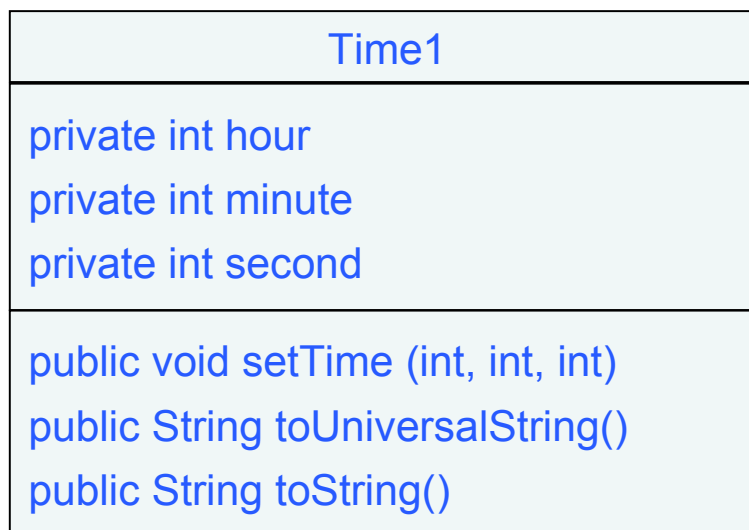 Time1
private int hour
private int minute
private int second
public void setTime (int, int, int)
public String toUniversalString()
public String toString()